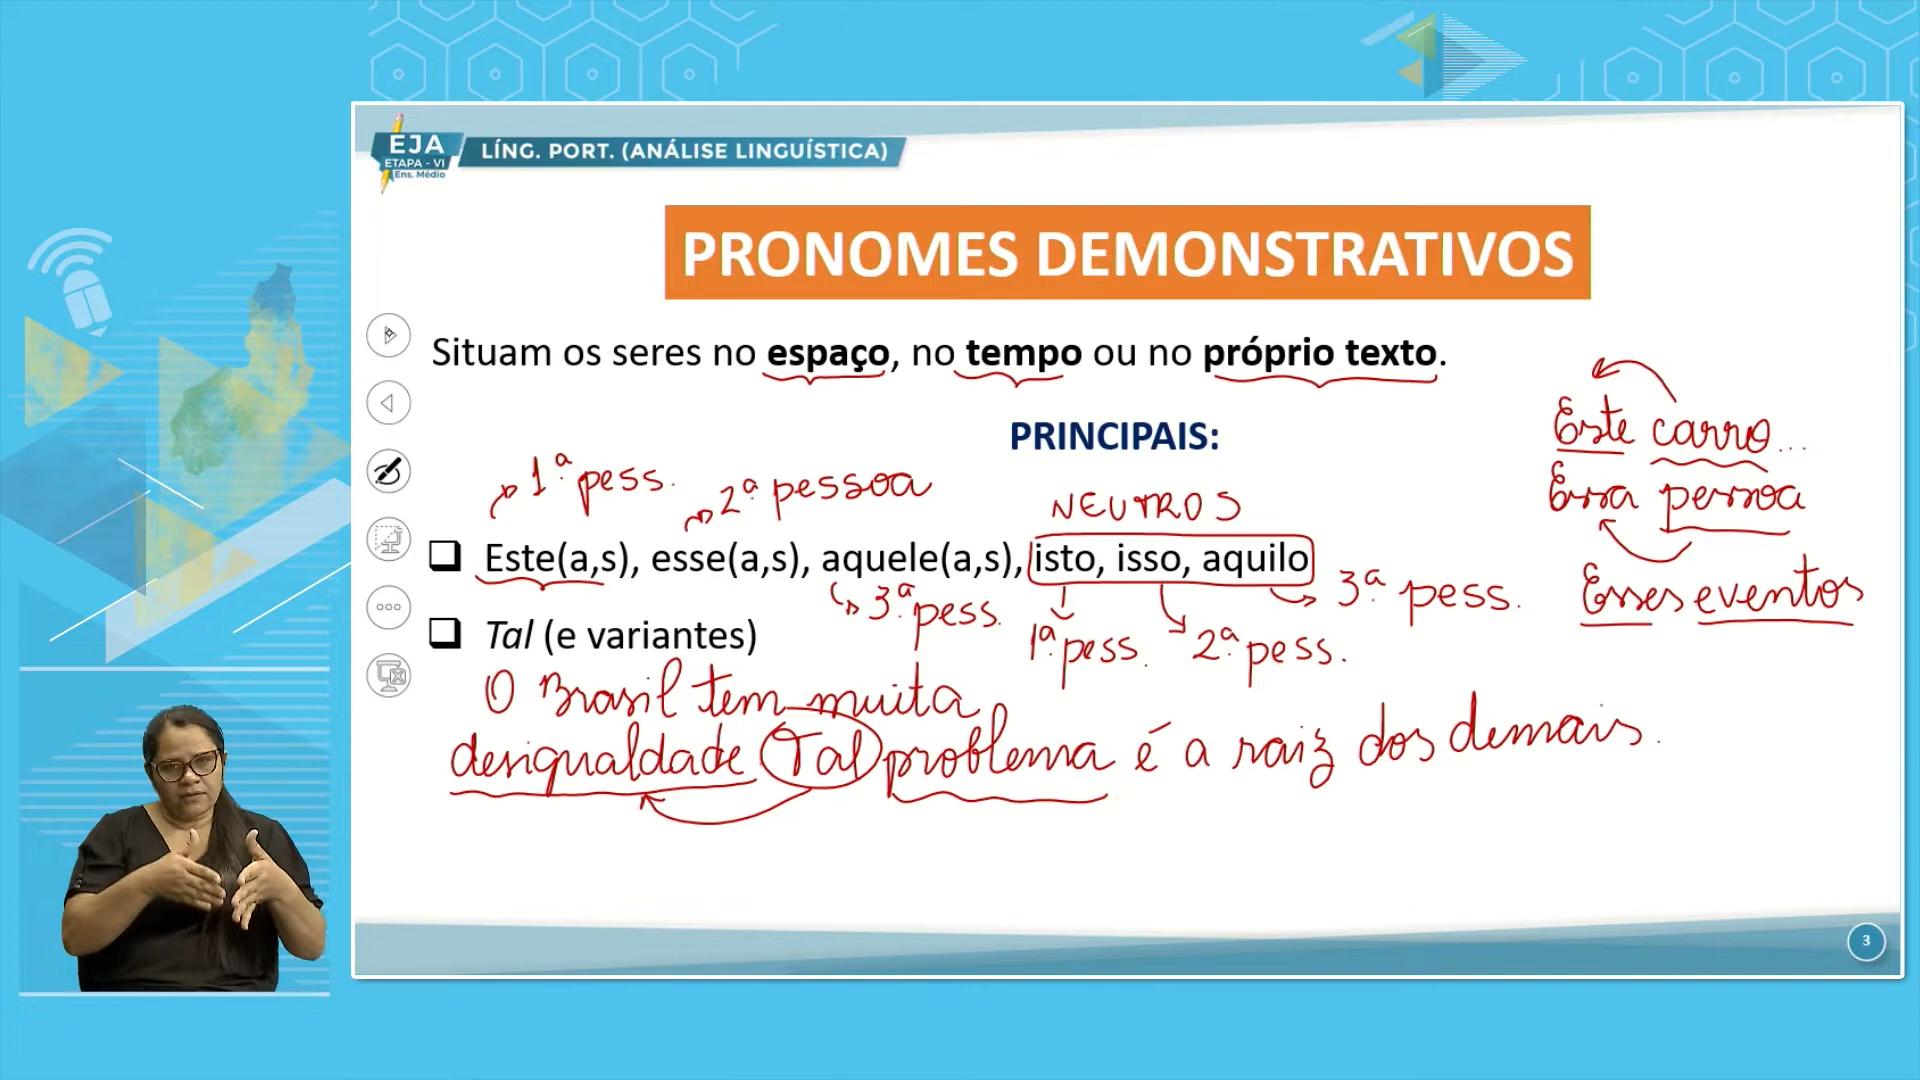 EJA
ETAPA - VI
Ens. Médio
LÍNG. PORT. (ANÁLISE LINGUÍSTICA)
PRONOMES DEMONSTRATIVOS
Situam os seres no espaço, no tempo ou no próprio texto.
PRINCIPAIS:
Este carro...
Essa pessoa
Esses eventos
1ª pess.
2ª pessoa
NEUTROS
Este(a,s), esse(a,s), aquele(a,s), isto, isso, aquilo
3ª pess.
1ª pess.
2ª pess.
3ª pess.
Tal (e variantes)
O Brasil tem muita
desigualdade Tal problema é a raiz dos demais.
3